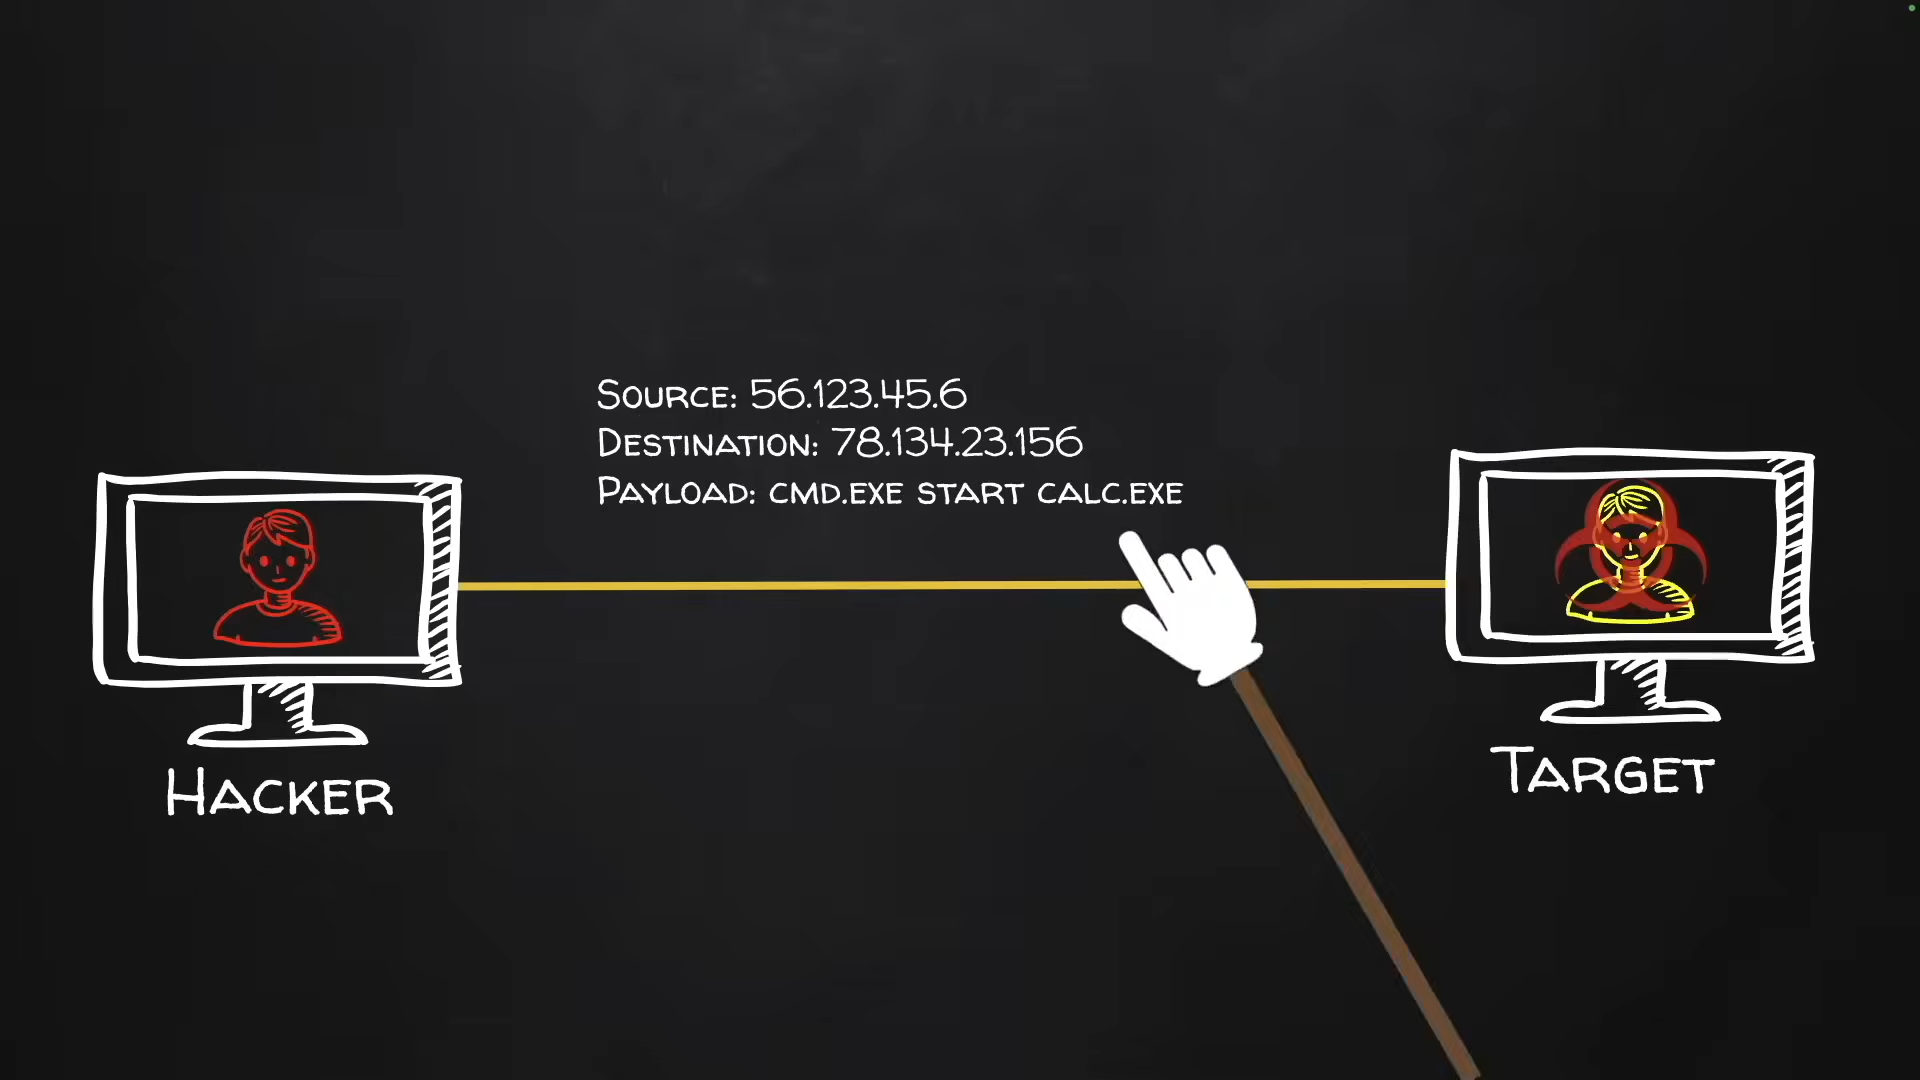 Source: 56.123.45.6
Destination: 78.134.23.156
Payload: cmd.exe start calc.exe
Hacker
Target